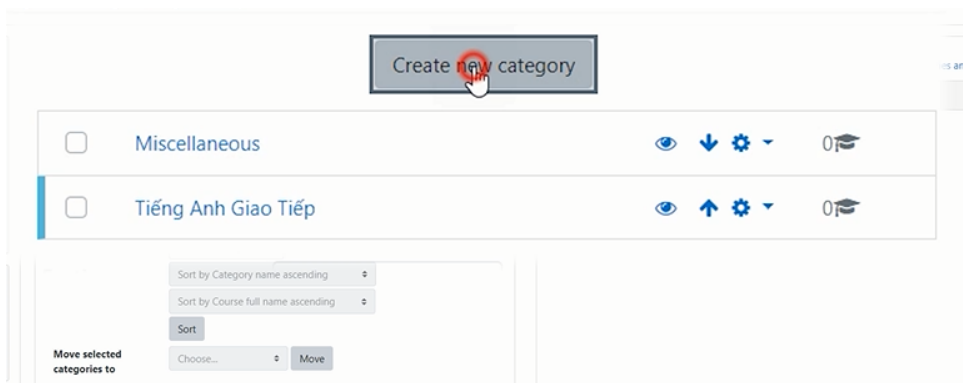 Create new category
Miscellaneous 0
Tiếng Anh Giao Tiếp 0
Sort by Category name ascending
Sort by Course full name ascending
Sort
Move selected
categories to
Choose... Move